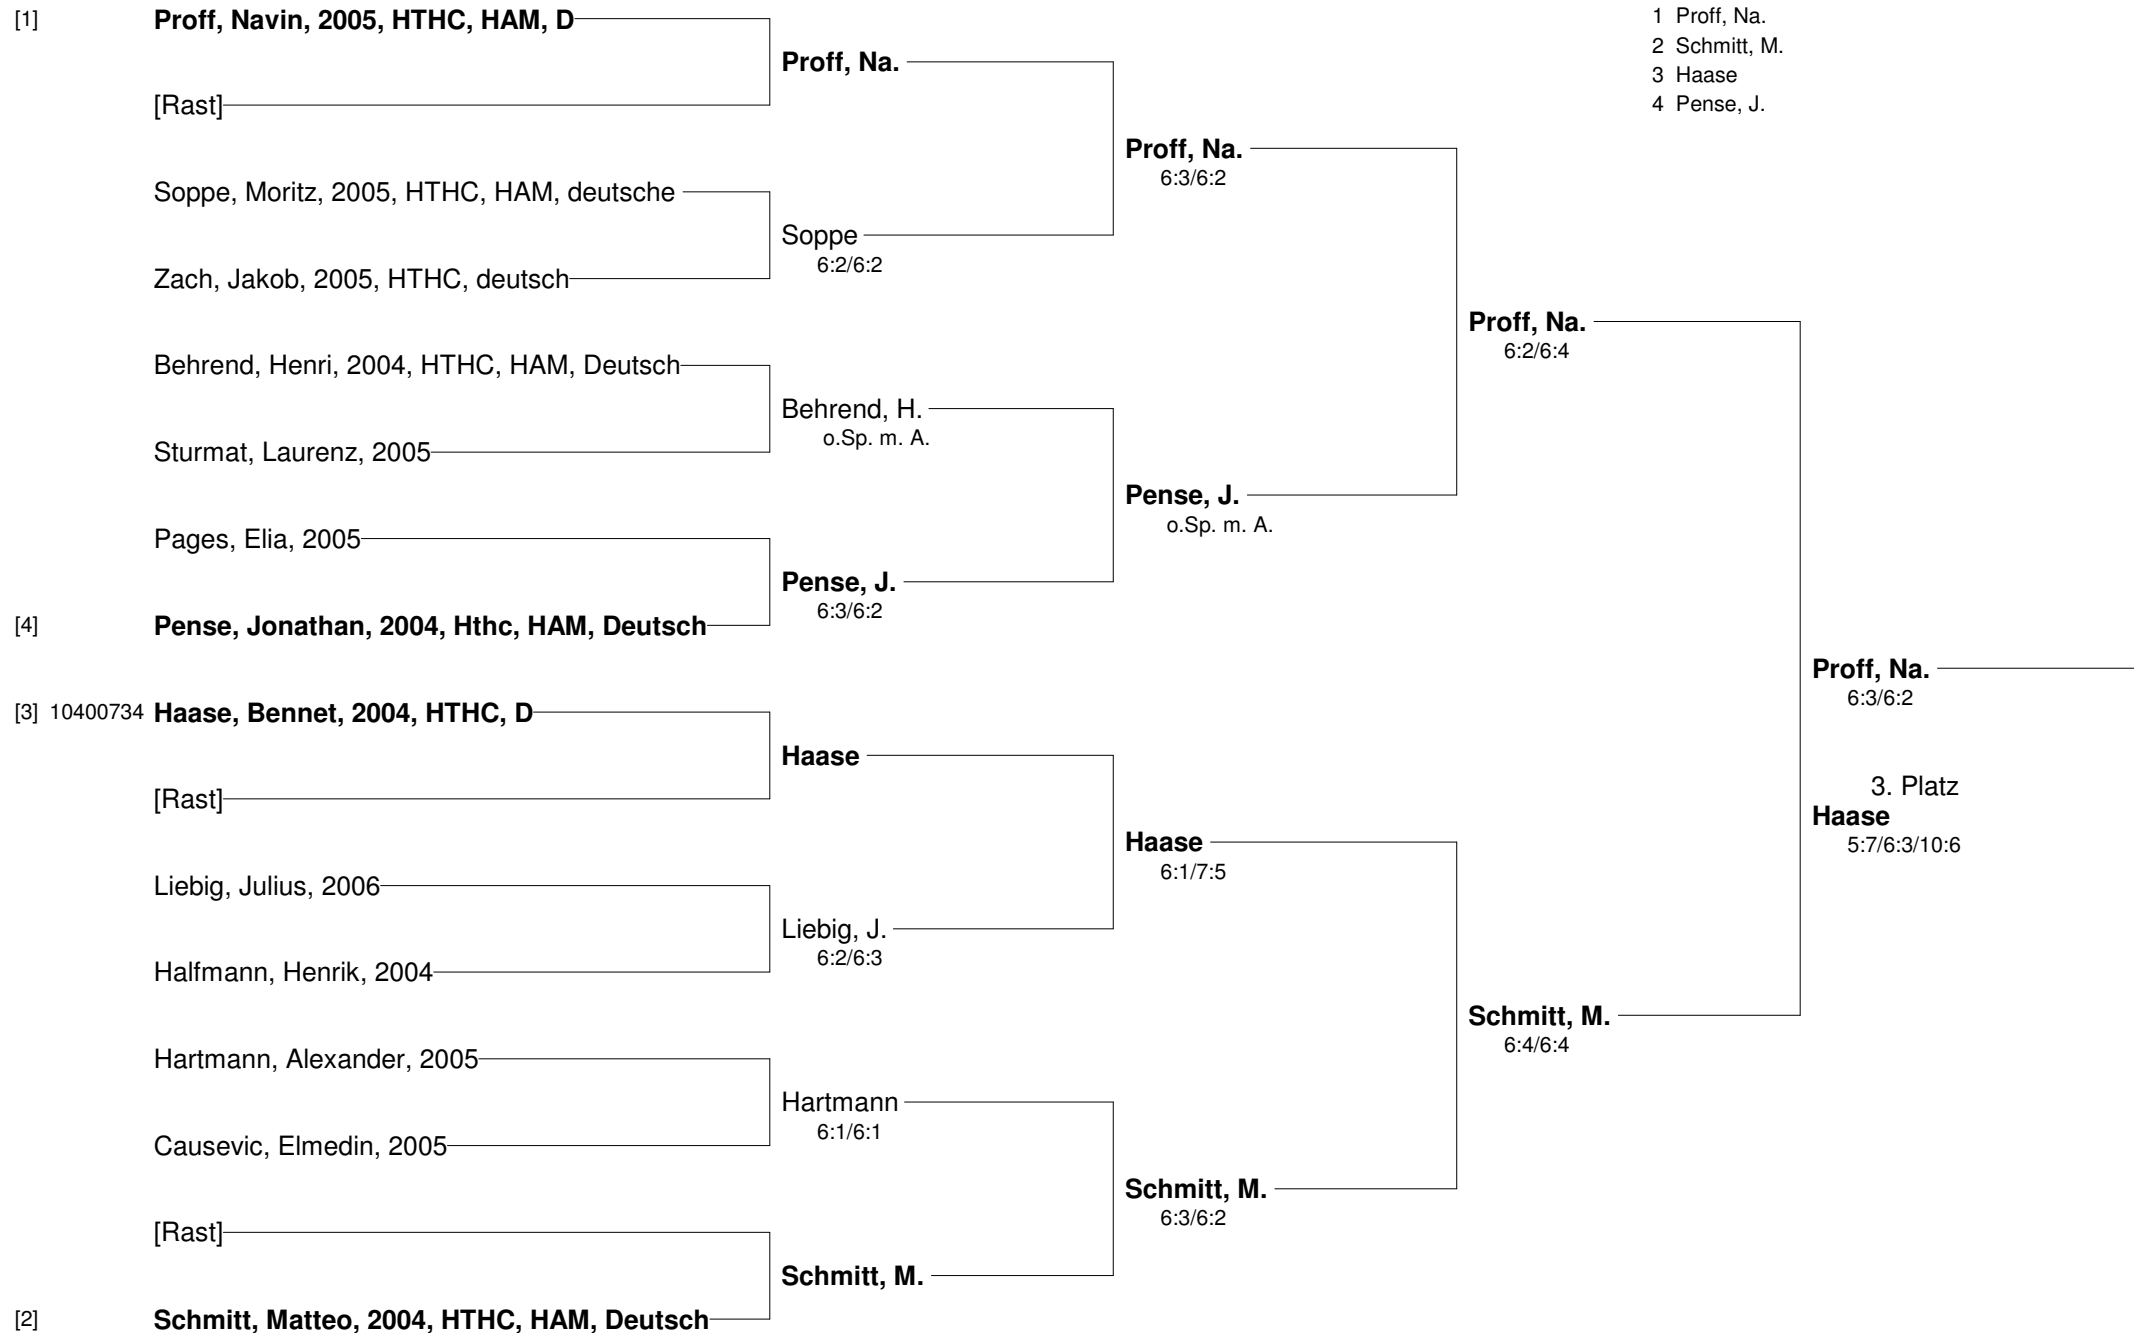 [1] Proff, Navin, 2005, HTHC, HAM, D
1 Proff, Na.
2 Schmitt, M.
3 Haase
4 Pense, J.
Proff, Na.
[Rast]
Proff, Na.
6:3/6:2
Soppe, Moritz, 2005, HTHC, HAM, deutsche
Soppe
6:2/6:2
Zach, Jakob, 2005, HTHC, deutsch
Proff, Na.
6:2/6:4
Behrend, Henri, 2004, HTHC, HAM, Deutsch
Behrend, H.
o.Sp. m. A.
Sturmat, Laurenz, 2005
Pense, J.
o.Sp. m. A.
Pages, Elia, 2005
Pense, J.
6:3/6:2
[4] Pense, Jonathan, 2004, Hthc, HAM, Deutsch
Proff, Na.
6:3/6:2
[3] 10400734 Haase, Bennet, 2004, HTHC, D
Haase
3. Platz
Haase
5:7/6:3/10:6
[Rast]
Haase
6:1/7:5
Liebig, Julius, 2006
Liebig, J.
6:2/6:3
Halfmann, Henrik, 2004
Schmitt, M.
6:4/6:4
Hartmann, Alexander, 2005
Hartmann
6:1/6:1
Causevic, Elmedin, 2005
Schmitt, M.
6:3/6:2
[Rast]
Schmitt, M.
[2] Schmitt, Matteo, 2004, HTHC, HAM, Deutsch